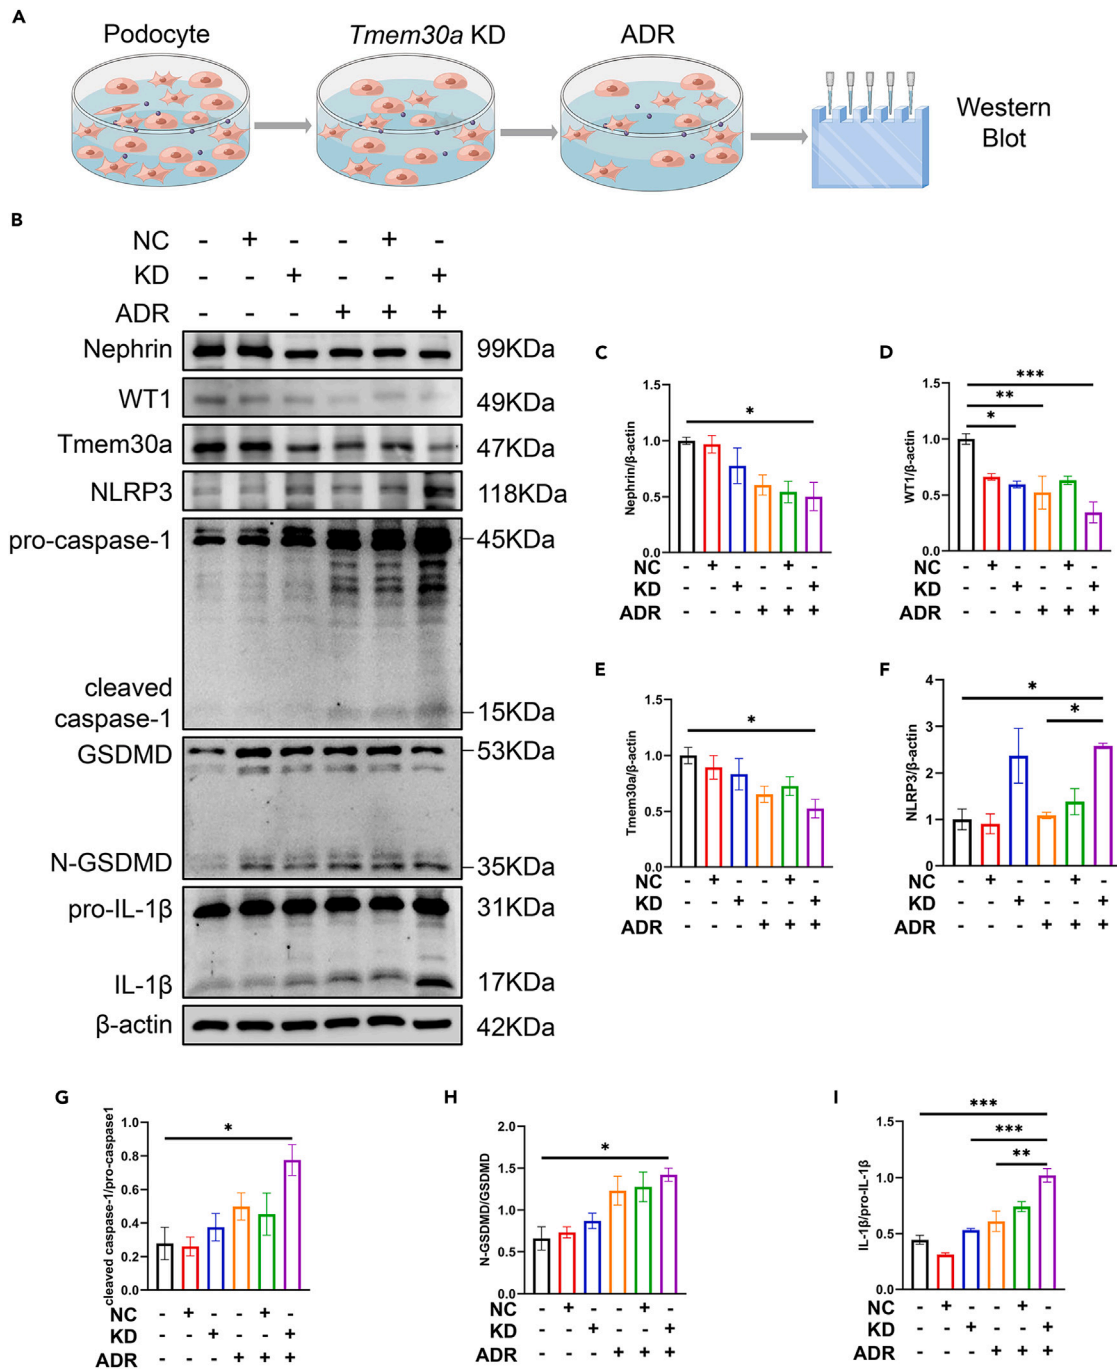 A
Podocyte
Tmem30a KD
ADR
Western
Blot
B
NC - + - - + -
KD - - + - - +
ADR - - - + + +
Nephrin 99KDa
WT1 49KDa
Tmem30a 47KDa
NLRP3 118KDa
pro-caspase-1 45KDa
cleaved
caspase-1 15KDa
GSDMD 53KDa
N-GSDMD 35KDa
pro-IL-1β 31KDa
IL-1β 17KDa
β-actin 42KDa
C
Nephrin/β-actin
1.5
1.0
0.5
0.0
*
NC - + - - + -
KD - - + - - +
ADR - - - + + +
D
WT1/β-actin
1.5
1.0
0.5
0.0
***
**
*
NC - + - - + -
KD - - + - - +
ADR - - - + + +
E
Tmem30a/β-actin
1.5
1.0
0.5
0.0
*
NC - + - - + -
KD - - + - - +
ADR - - - + + +
F
NLRP3/β-actin
4
3
2
1
0
*
*
NC - + - - + -
KD - - + - - +
ADR - - - + + +
G
cleaved caspase-1/pro-caspase1
1.0
0.8
0.6
0.4
0.2
0.0
*
NC - + - - + -
KD - - + - - +
ADR - - - + + +
H
N-GSDMD/GSDMD
2.0
1.5
1.0
0.5
0.0
*
NC - + - - + -
KD - - + - - +
ADR - - - + + +
I
IL-1β/pro-IL-1β
1.5
1.0
0.5
0.0
***
***
**
NC - + - - + -
KD - - + - - +
ADR - - - + + +